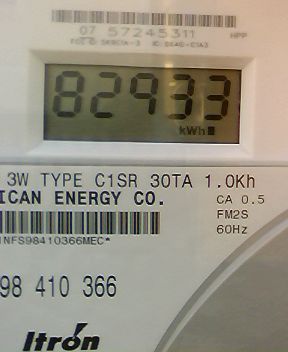 07 57245311 HPP
82933
kWh
3W TYPE C1SR 30TA 1.0Kh
ICAN ENERGY CO.
CA 0.5
FM2S
60Hz
INFS98410366MEC*
98 410 366
Itron